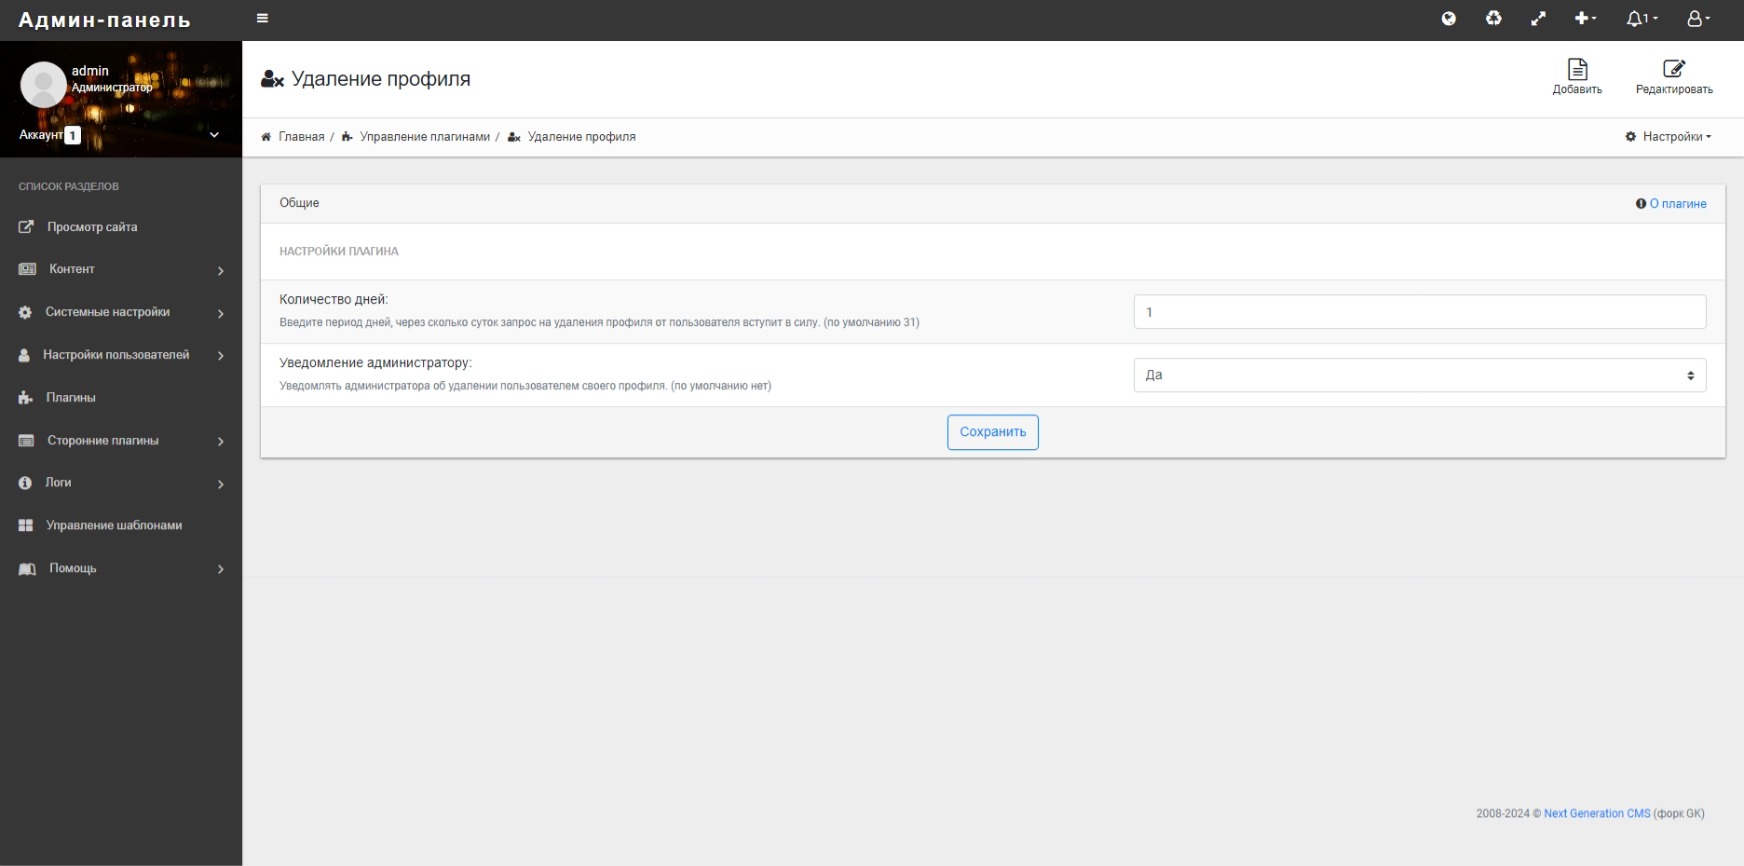 Админ-панель
1
admin
Администратор
Аккаунт 1
СПИСОК РАЗДЕЛОВ
Просмотр сайта
Контент
Системные настройки
Настройки пользователей
Плагины
Сторонние плагины
Логи
Управление шаблонами
Помощь
Удаление профиля
Добавить
Редактировать
Главная / Управление плагинами / Удаление профиля
Настройки
Общие
О плагине
НАСТРОЙКИ ПЛАГИНА
Количество дней:
Введите период дней, через сколько суток запрос на удаления профиля от пользователя вступит в силу. (по умолчанию 31)
1
Уведомление администратору:
Уведомлять администратора об удалении пользователем своего профиля. (по умолчанию нет)
Да
Сохранить
2008-2024 © Next Generation CMS (форк GK)